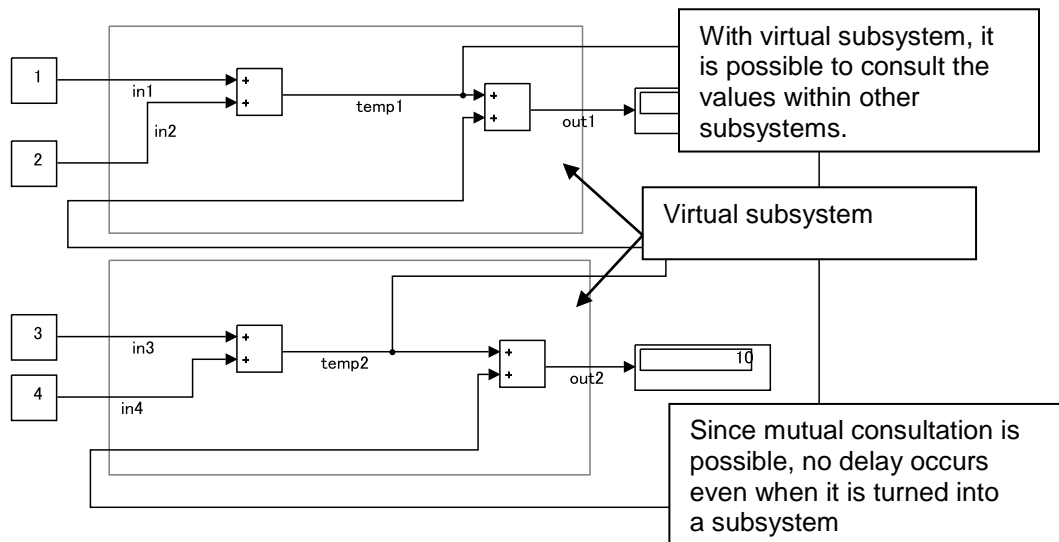 With virtual subsystem, it
is possible to consult the
values within other
subsystems.
1
+
+
in1
temp1
+
+
out1
in2
2
Virtual subsystem
3
+
+
in3
temp2
+
+
out2
10
4
in4
Since mutual consultation is
possible, no delay occurs
even when it is turned into
a subsystem